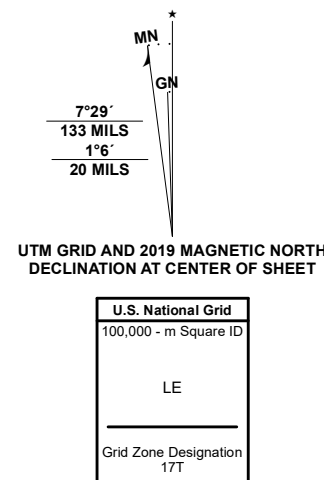 ★
MN
GN
7°29´
133 MILS
1°6´
20 MILS
UTM GRID AND 2019 MAGNETIC NORTH
DECLINATION AT CENTER OF SHEET
U.S. National Grid
100,000 - m Square ID
LE
Grid Zone Designation
17T